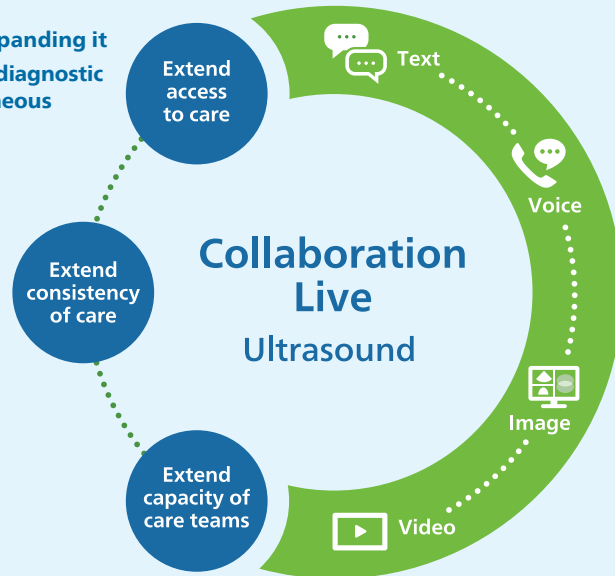 panding it
diagnostic
neous
Extend
access
to care
Text
Voice
Collaboration
Live
Ultrasound
Extend
consistency
of care
Image
Extend
capacity of
care teams
Video